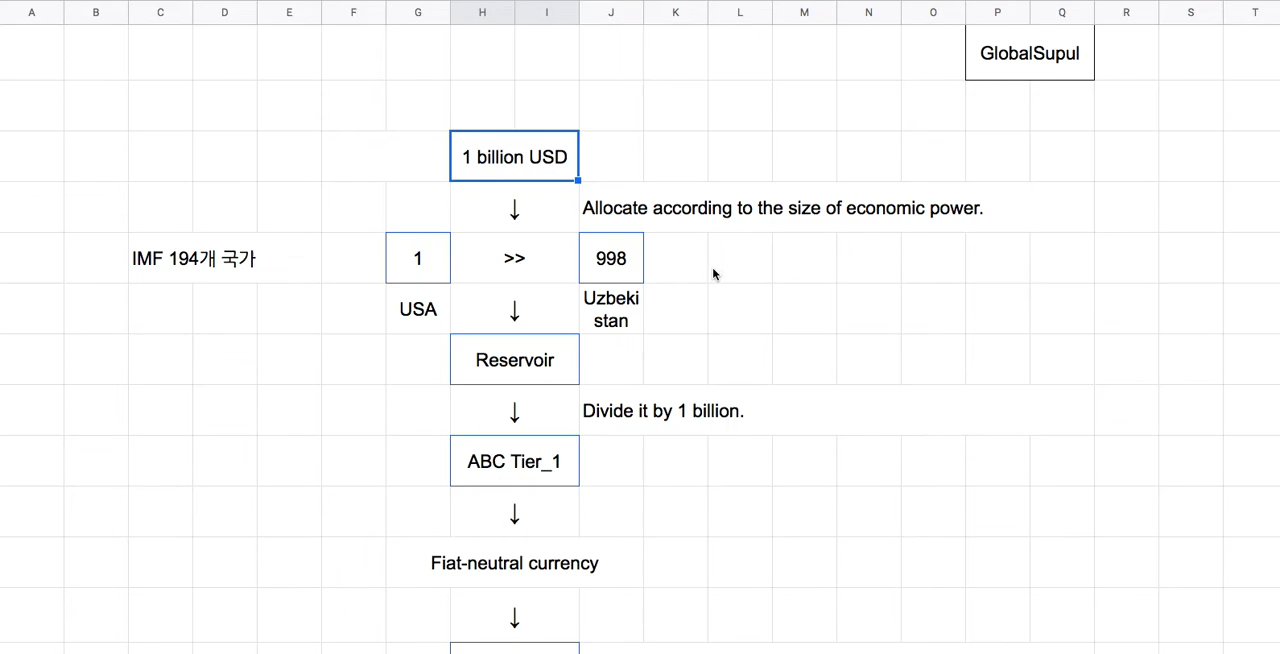 A B C D E F G H I J K L M N O P Q R S T
GlobalSupul
1 billion USD
↓ Allocate according to the size of economic power.
IMF 194개 국가 1 >> 998
USA ↓ Uzbeki
stan
Reservoir
↓ Divide it by 1 billion.
ABC Tier_1
↓
Fiat-neutral currency
↓